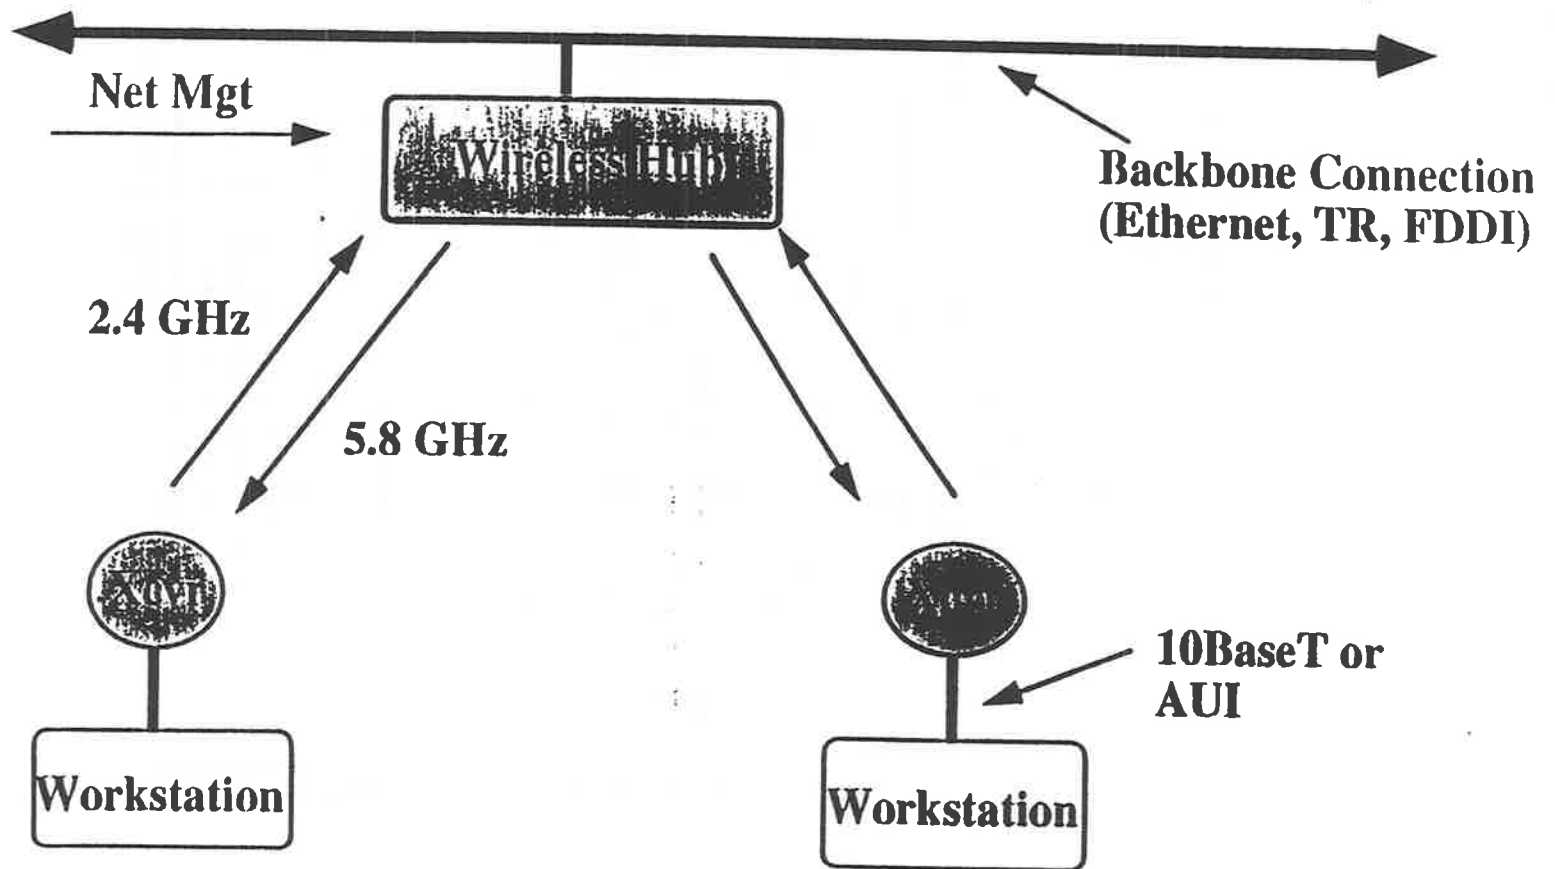 Net Mgt
Wireless Hub
Backbone Connection
(Ethernet, TR, FDDI)
2.4 GHz
5.8 GHz
Xcvr
10BaseT or
AUI
Workstation
Workstation